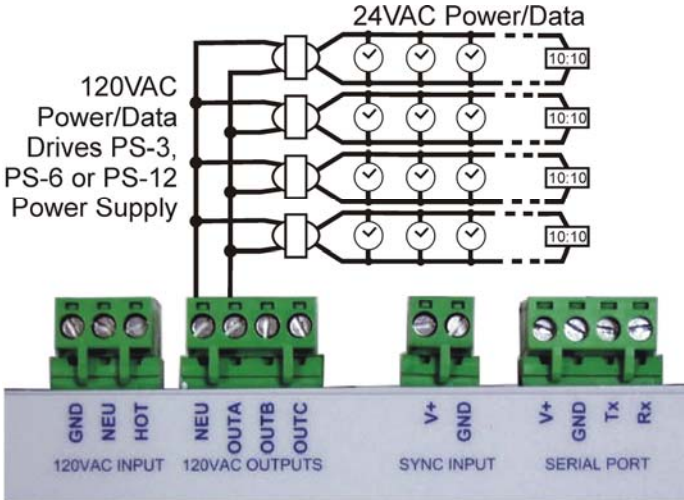 24VAC Power/Data
120VAC
Power/Data
Drives PS-3,
PS-6 or PS-12
Power Supply
10:10
10:10
10:10
10:10
GND NEU HOT
120VAC INPUT
NEU OUTA OUTB OUTC
120VAC OUTPUTS
V+ GND
SYNC INPUT
V+ GND Tx Rx
SERIAL PORT